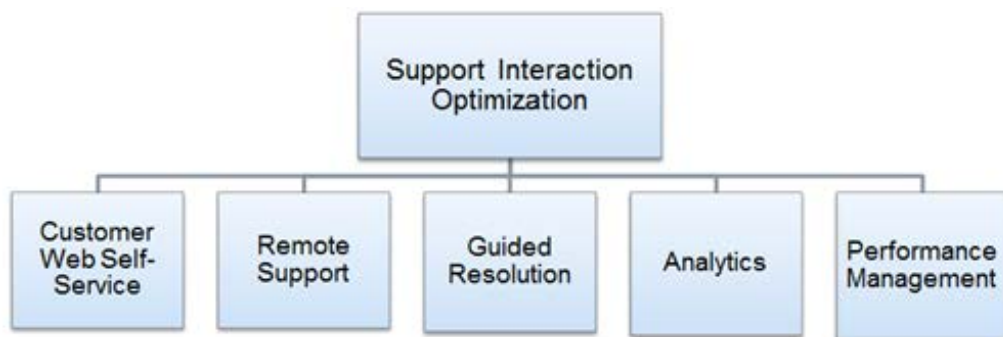 Support Interaction
Optimization
Customer
Web Self-
Service
Remote
Support
Guided
Resolution
Analytics
Performance
Management